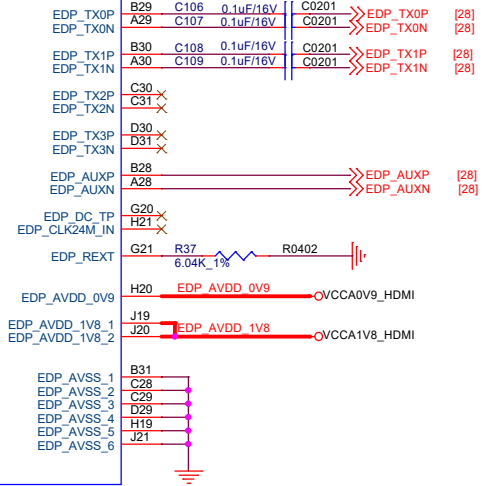 EDP_TX0P B29 C106 0.1uF/16V C0201 EDP_TX0P [28]
EDP_TX0N A29 C107 C0201 EDP_TX0N [28]
EDP_TX1P B30 C108 0.1uF/16V C0201 EDP_TX1P [28]
EDP_TX1N A30 C109 0.1uF/16V C0201 EDP_TX1N [28]
EDP_TX2P C30
EDP_TX2N C31
EDP_TX3P D30
EDP_TX3N D31
EDP_AUXP B28 EDP_AUXP [28]
EDP_AUXN A28 EDP_AUXN [28]
EDP_DC_TP G20
EDP_CLK24M_IN H21
EDP_REXT G21 R37 R0402
6.04K_1%
EDP_AVDD_0V9 H20 EDP_AVDD_0V9 VCCA0V9_HDMI
EDP_AVDD_1V8_1 J19
EDP_AVDD_1V8_2 J20 EDP_AVDD_1V8 VCCA1V8_HDMI
EDP_AVSS_1 B31
EDP_AVSS_2 C28
EDP_AVSS_3 C29
EDP_AVSS_4 D29
EDP_AVSS_5 H19
EDP_AVSS_6 J21